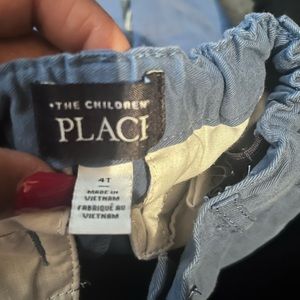 •THE CHILDREN'
PLACE
4T
MADE IN
VIETNAM
FABRIQUÉ AU
VIETNAM